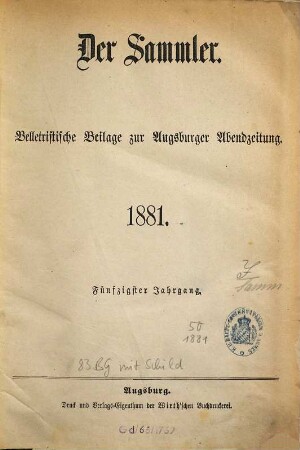 Der Sammler.
Belletristische Beilage zur Augsburger Abendzeitung.
1881.
Fünfzigster Jahrgang.
50
1881
83 Bg mit Schild
Augsburg.
Druck und Verlags-Eigenthum der Wirth'schen Buchdruckerei.